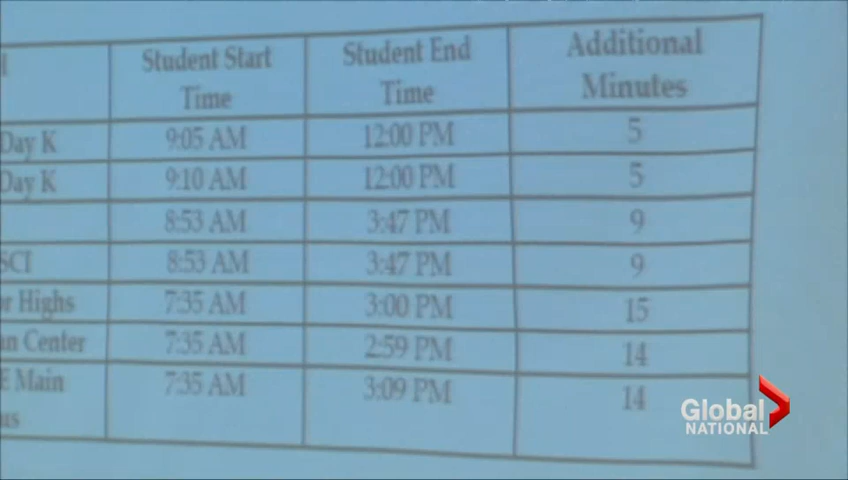 Student Start Student End Additional
Time Time Minutes
Day K 9:05 AM 12:00 PM 5
Day K 9:10 AM 12:00 PM 5
8:53 AM 3:47 PM 9
SCI 8:53 AM 3:47 PM 9
Highs 7:35 AM 3:00 PM 15
Center 7:35 AM 2:59 PM 14
E Main 7:35 AM 3:09 PM 14
Global
NATIONAL